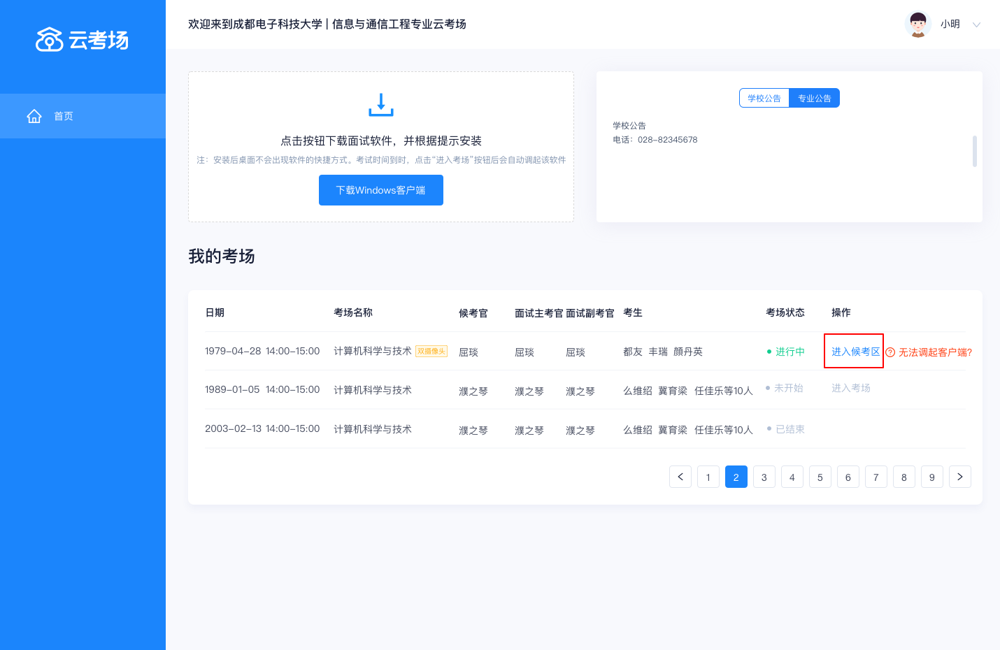 云考场
首页
欢迎来到成都电子科技大学 | 信息与通信工程专业云考场
小明
点击按钮下载面试软件，并根据提示安装
注：安装后桌面不会出现软件的快捷方式。考试时间到时，点击“进入考场”按钮后会自动调起该软件
下载Windows客户端
学校公告 专业公告
学校公告
电话：028-82345678
我的考场
日期 考场名称 候考官 面试主考官 面试副考官 考生 考场状态 操作
1979-04-28 14:00-15:00 计算机科学与技术 双摄像头 屈琰 屈琰 屈琰 都友 丰瑞 顏丹英 进行中 进入候考区 无法调起客户端?
1989-01-05 14:00-15:00 计算机科学与技术 濮之琴 濮之琴 濮之琴 么维绍 冀育梁 任佳乐等10人 未开始 进入考场
2003-02-13 14:00-15:00 计算机科学与技术 濮之琴 濮之琴 濮之琴 么维绍 冀育梁 任佳乐等10人 已结束
< 1 2 3 4 5 6 7 8 9 >